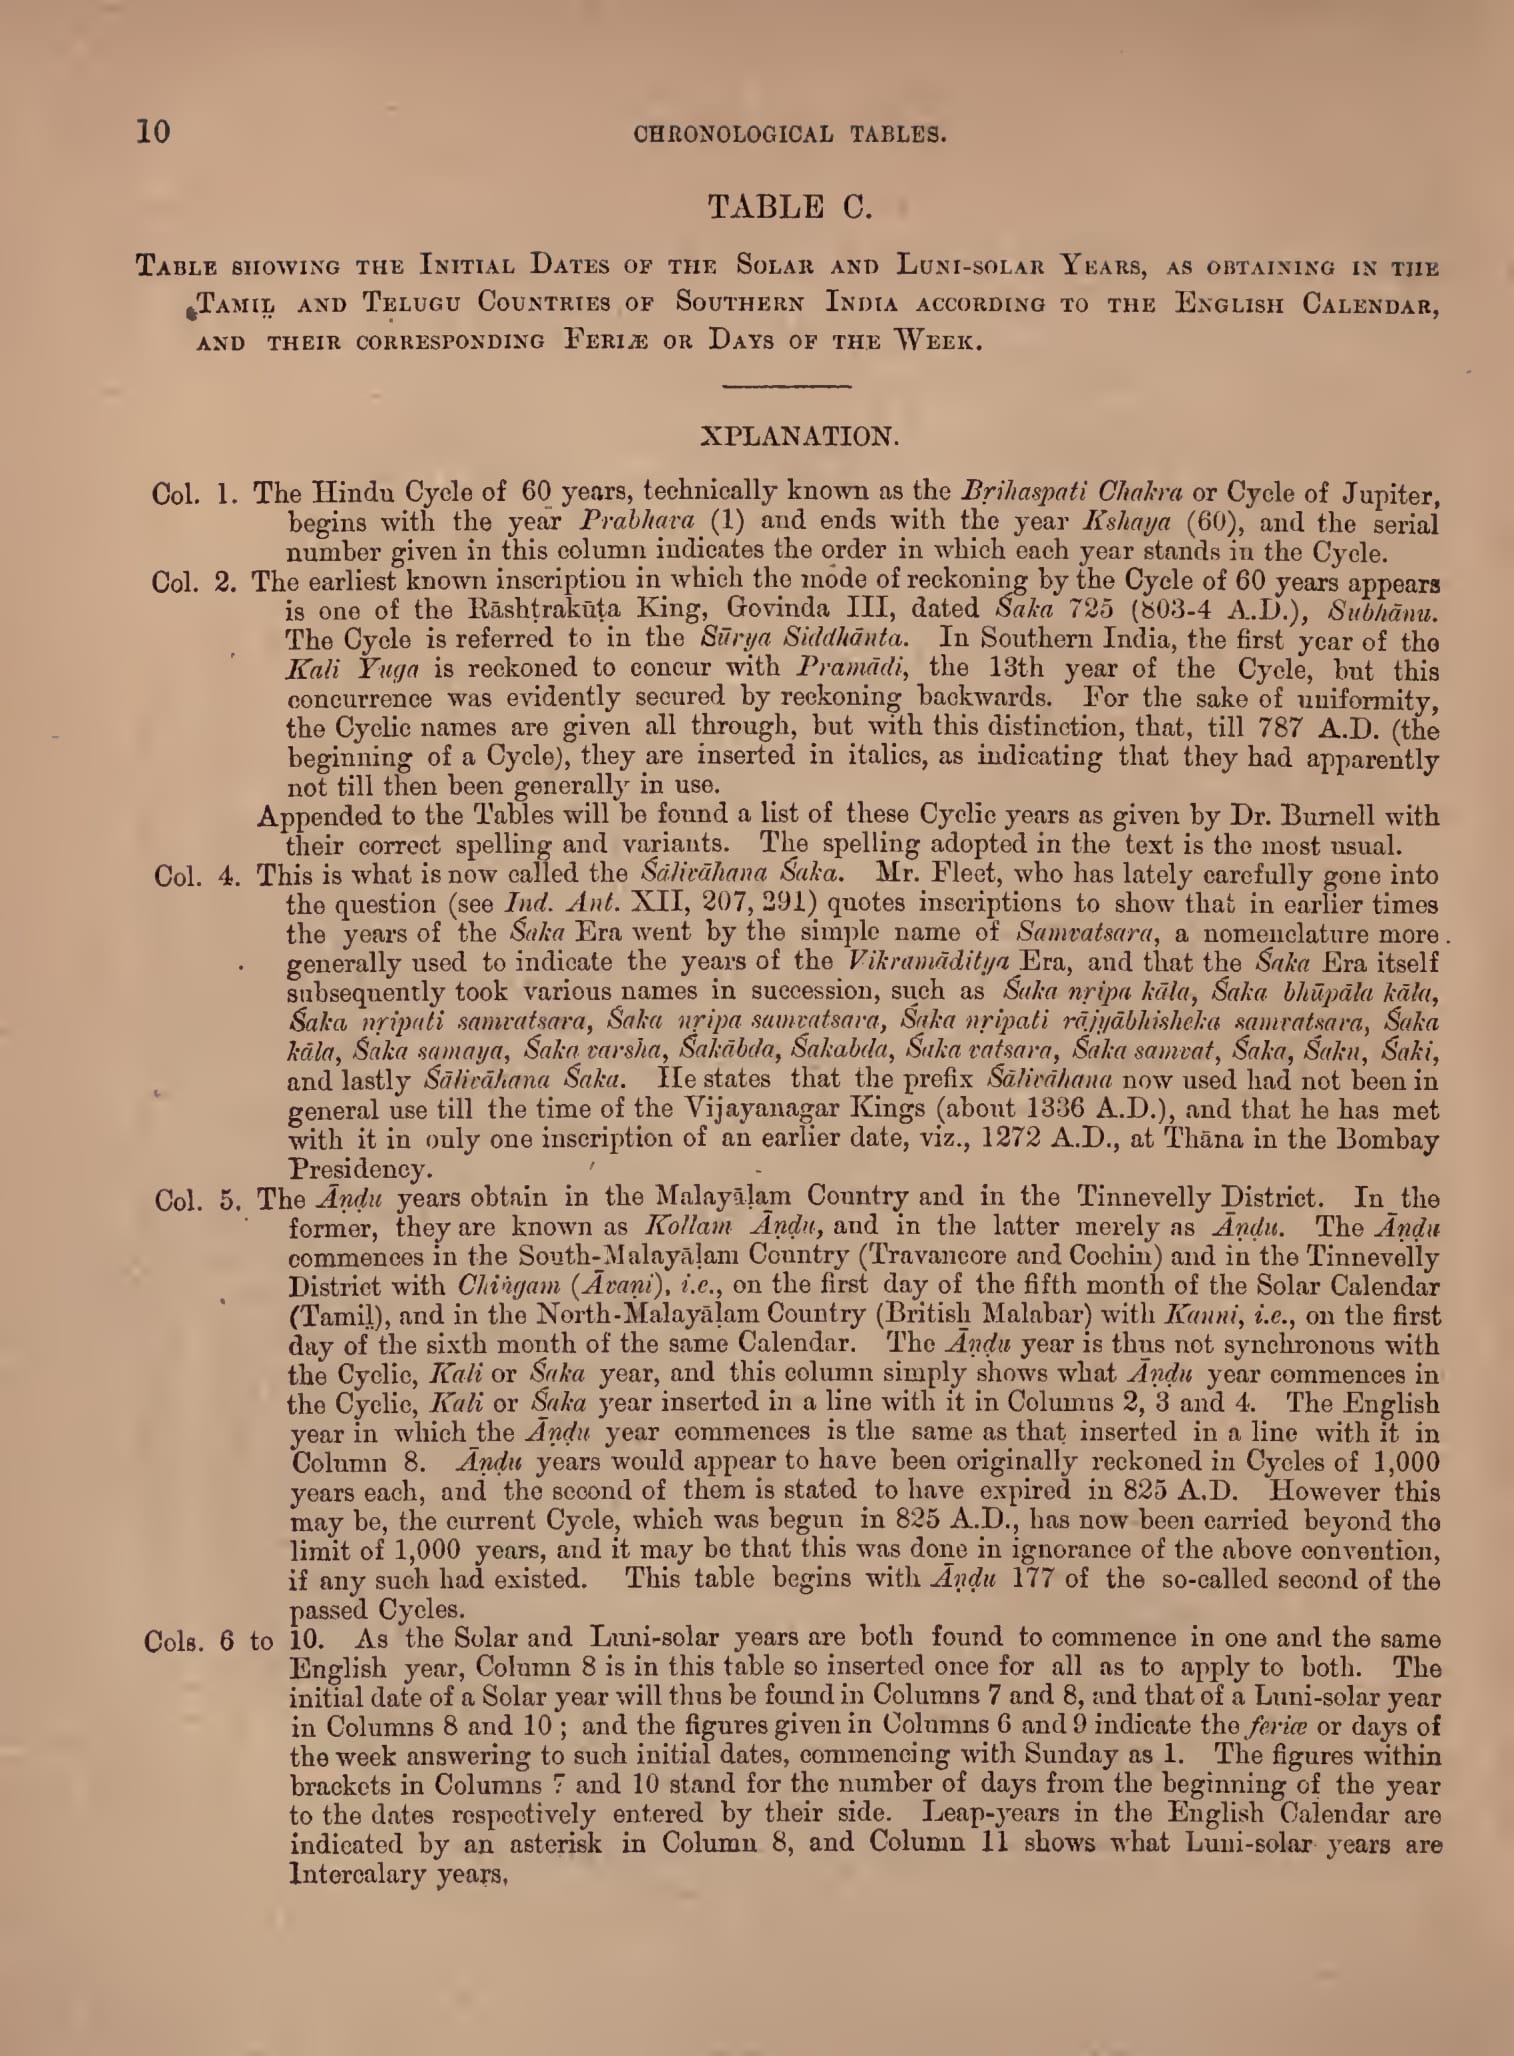 10
CHRONOLOGICAL TABLES.
TABLE C.
TABLE SHOWING THE INITIAL DATES OF THE SOLAR AND LUNI-SOLAR YEARS, AS OBTAINING IN THE
TAMIḶ AND TELUGU COUNTRIES OF SOUTHERN INDIA ACCORDING TO THE ENGLISH CALENDAR,
AND THEIR CORRESPONDING FERIÆ OR DAYS OF THE WEEK.
XPLANATION.
Col. 1. The Hindu Cycle of 60 years, technically known as the Bṛihaspati Chakra or Cycle of Jupiter,
begins with the year Prabhava (1) and ends with the year Kshaya (60), and the serial
number given in this column indicates the order in which each year stands in the Cycle.
Col. 2. The earliest known inscription in which the mode of reckoning by the Cycle of 60 years appears
is one of the Rāshṭrakūṭa King, Govinda III, dated Śaka 725 (803-4 A.D.), Subhānu.
The Cycle is referred to in the Sūrya Siddhānta. In Southern India, the first year of the
Kali Yuga is reckoned to concur with Pramādi, the 13th year of the Cycle, but this
concurrence was evidently secured by reckoning backwards. For the sake of uniformity,
the Cyclic names are given all through, but with this distinction, that, till 787 A.D. (the
beginning of a Cycle), they are inserted in italics, as indicating that they had apparently
not till then been generally in use.
Appended to the Tables will be found a list of these Cyclic years as given by Dr. Burnell with
their correct spelling and variants. The spelling adopted in the text is the most usual.
Col. 4. This is what is now called the Śālivāhana Śaka. Mr. Fleet, who has lately carefully gone into
the question (see Ind. Ant. XII, 207, 291) quotes inscriptions to show that in earlier times
the years of the Śaka Era went by the simple name of Samvatsara, a nomenclature more
generally used to indicate the years of the Vikramāditya Era, and that the Śaka Era itself
subsequently took various names in succession, such as Śaka nṛipa kāla, Śaka bhūpāla kāla,
Śaka nṛipati samvatsara, Śaka nṛipa samvatsara, Śaka nṛipati rājyābhisheka samvatsara, Śaka
kāla, Śaka samaya, Śaka varsha, Śakābda, Śakabda, Śaka vatsara, Śaka samvat, Śaka, Śaku, Śaki,
and lastly Śālivāhana Śaka. He states that the prefix Śālivāhana now used had not been in
general use till the time of the Vijayanagar Kings (about 1336 A.D.), and that he has met
with it in only one inscription of an earlier date, viz., 1272 A.D., at Thāna in the Bombay
Presidency.
Col. 5. The Āṇḍu years obtain in the Malayāḷam Country and in the Tinnevelly District. In the
former, they are known as Kollam Āṇḍu, and in the latter merely as Āṇḍu. The Āṇḍu
commences in the South-Malayāḷam Country (Travancore and Cochin) and in the Tinnevelly
District with Chiṅgam (Āvaṇi), i.e., on the first day of the fifth month of the Solar Calendar
(Tamiḷ), and in the North-Malayāḷam Country (British Malabar) with Kanni, i.e., on the first
day of the sixth month of the same Calendar. The Āṇḍu year is thus not synchronous with
the Cyclic, Kali or Śaka year, and this column simply shows what Āṇḍu year commences in
the Cyclic, Kali or Śaka year inserted in a line with it in Columns 2, 3 and 4. The English
year in which the Āṇḍu year commences is the same as that inserted in a line with it in
Column 8. Āṇḍu years would appear to have been originally reckoned in Cycles of 1,000
years each, and the second of them is stated to have expired in 825 A.D. However this
may be, the current Cycle, which was begun in 825 A.D., has now been carried beyond the
limit of 1,000 years, and it may be that this was done in ignorance of the above convention,
if any such had existed. This table begins with Āṇḍu 177 of the so-called second of the
passed Cycles.
Cols. 6 to 10. As the Solar and Luni-solar years are both found to commence in one and the same
English year, Column 8 is in this table so inserted once for all as to apply to both. The
initial date of a Solar year will thus be found in Columns 7 and 8, and that of a Luni-solar year
in Columns 8 and 10; and the figures given in Columns 6 and 9 indicate the feriæ or days of
the week answering to such initial dates, commencing with Sunday as 1. The figures within
brackets in Columns 7 and 10 stand for the number of days from the beginning of the year
to the dates respectively entered by their side. Leap-years in the English Calendar are
indicated by an asterisk in Column 8, and Column 11 shows what Luni-solar years are
Intercalary years.